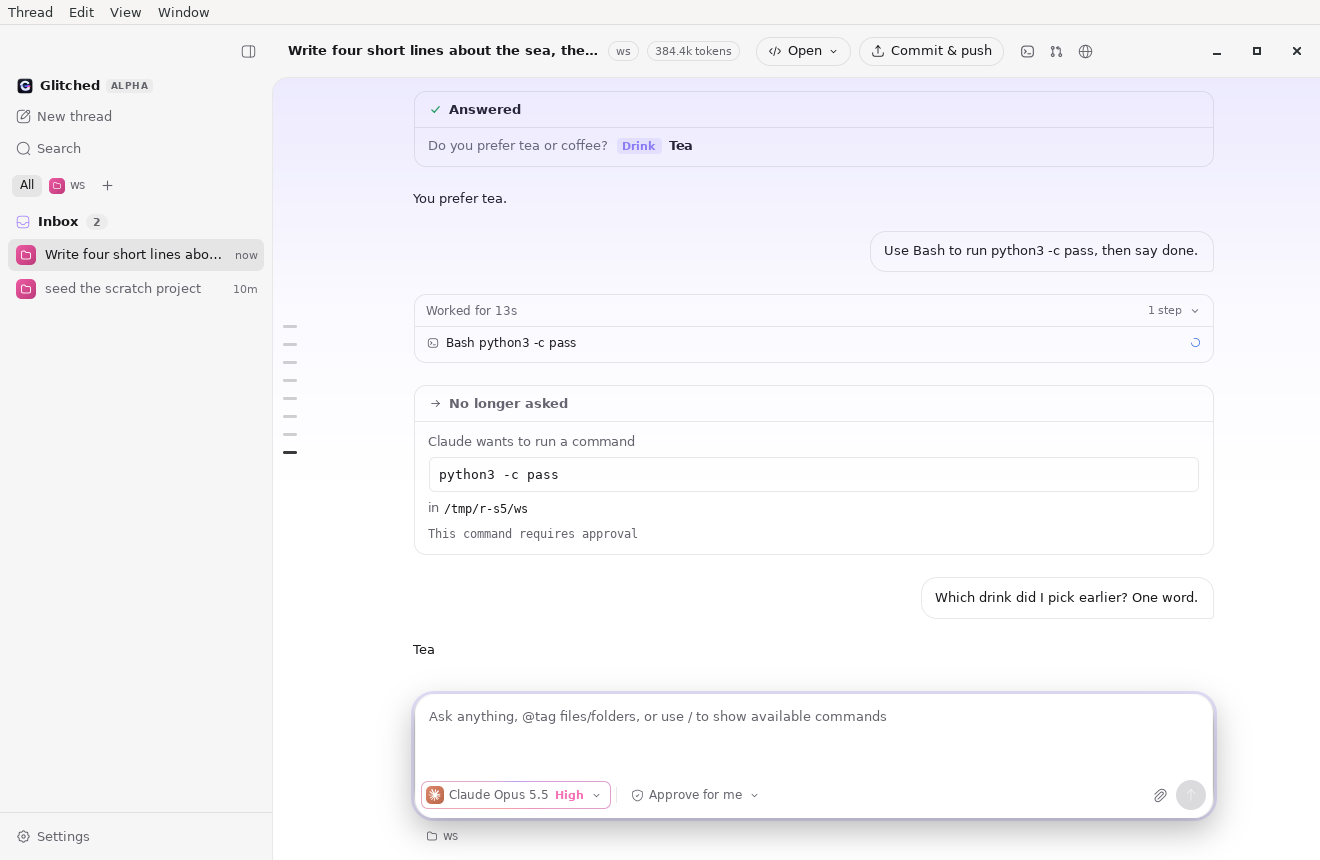 Thread Edit View Window
Write four short lines about the sea, the... ws 384.4k tokens Open Commit & push
Glitched ALPHA
New thread
Search
All ws
Inbox 2
Write four short lines abo... now
seed the scratch project 10m
Settings
Answered
Do you prefer tea or coffee? Drink Tea
You prefer tea.
Use Bash to run python3 -c pass, then say done.
Worked for 13s 1 step
Bash python3 -c pass
No longer asked
Claude wants to run a command
python3 -c pass
in /tmp/r-s5/ws
This command requires approval
Which drink did I pick earlier? One word.
Tea
Ask anything, @tag files/folders, or use / to show available commands
Claude Opus 5.5 High Approve for me
ws